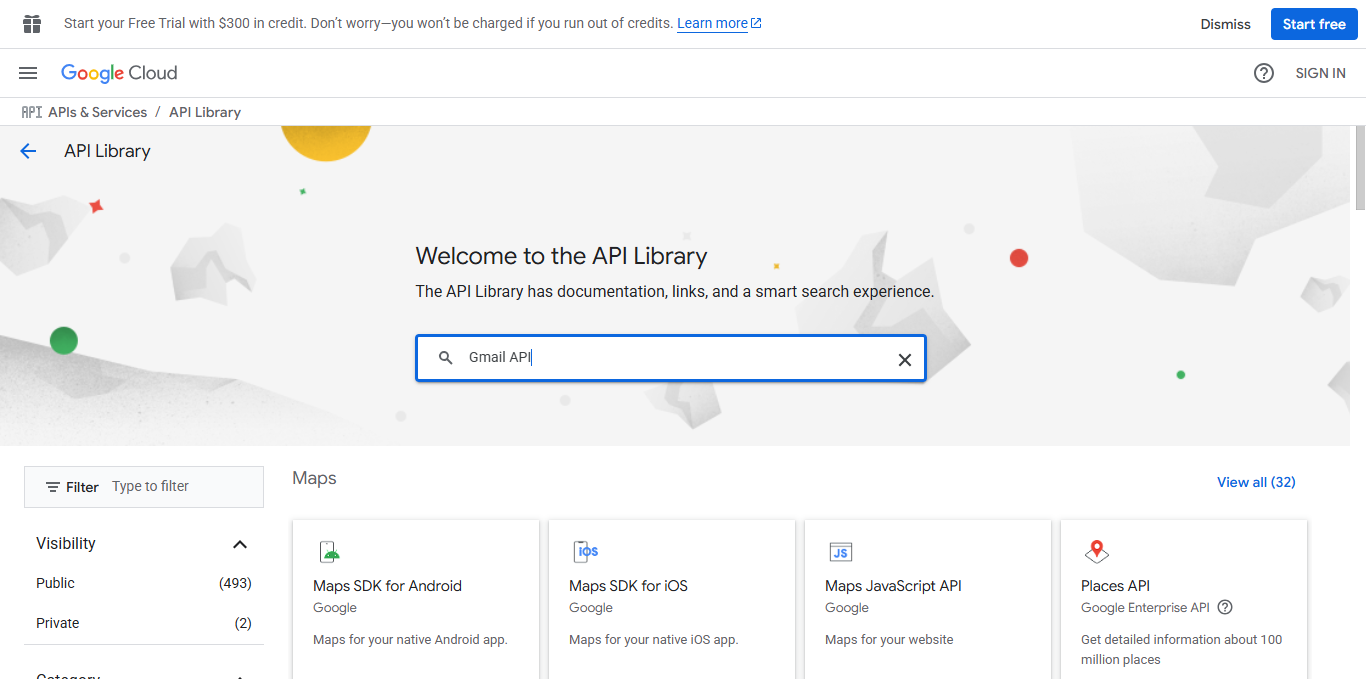 Start your Free Trial with $300 in credit. Don't worry—you won't be charged if you run out of credits. Learn more
Dismiss
Start free
Google Cloud
SIGN IN
API APIs & Services / API Library
API Library
Welcome to the API Library
The API Library has documentation, links, and a smart search experience.
Gmail API
Filter Type to filter
Maps
View all (32)
Visibility
Public (493)
Private (2)
Category
iOS
JS
Maps SDK for Android
Google
Maps for your native Android app.
Maps SDK for iOS
Google
Maps for your native iOS app.
Maps JavaScript API
Google
Maps for your website
Places API
Google Enterprise API
Get detailed information about 100
million places